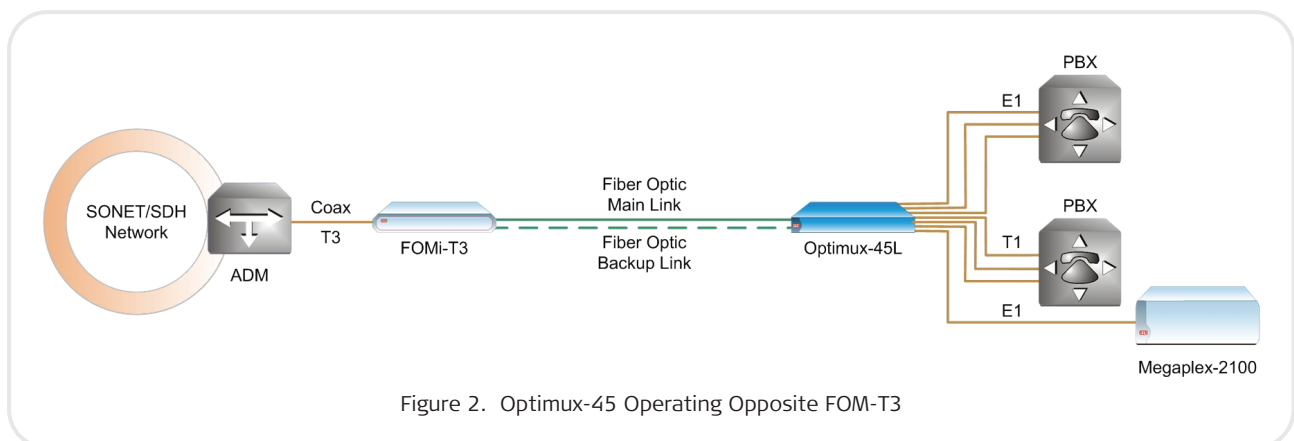 PBX
E1
SONET/SDH
Network
ADM
Coax
T3
FOMi-T3
Fiber Optic
Main Link
Fiber Optic
Backup Link
Optimux-45L
PBX
T1
E1
Megaplex-2100
Figure 2. Optimux-45 Operating Opposite FOM-T3